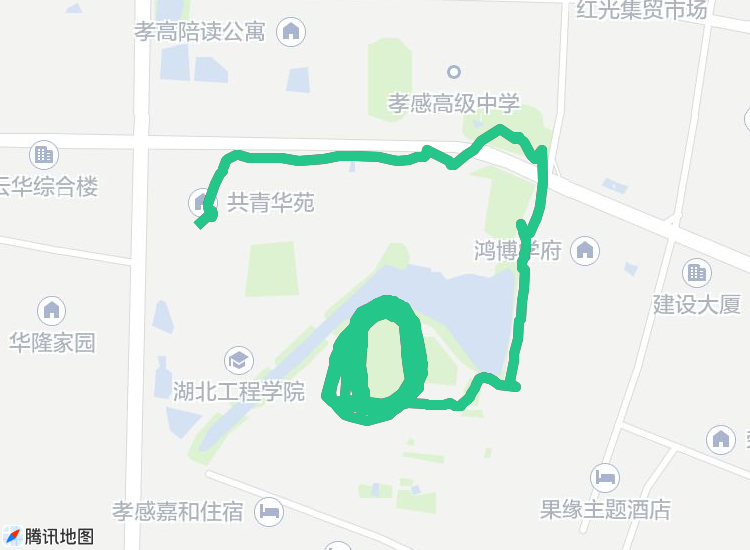 红光集贸市场
孝高陪读公寓
孝感高级中学
云华综合楼
共青华苑
鸿博学府
建设大厦
华隆家园
湖北工程学院
孝感嘉和住宿
果缘主题酒店
腾讯地图